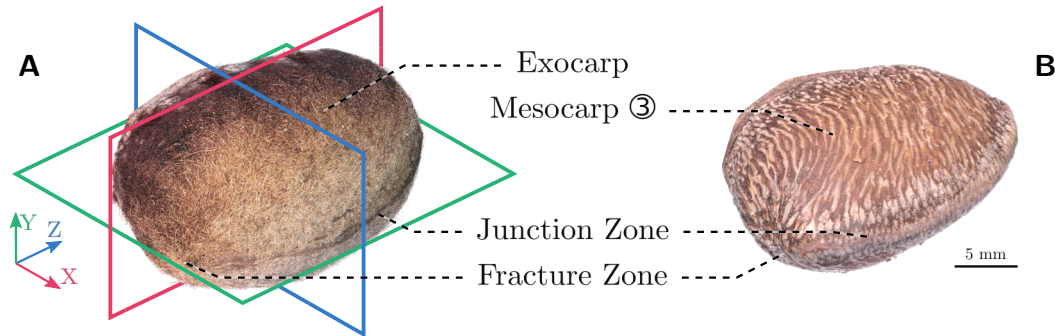 A
B
Exocarp
Mesocarp ③
Junction Zone
Fracture Zone
Y
Z
X
5 mm